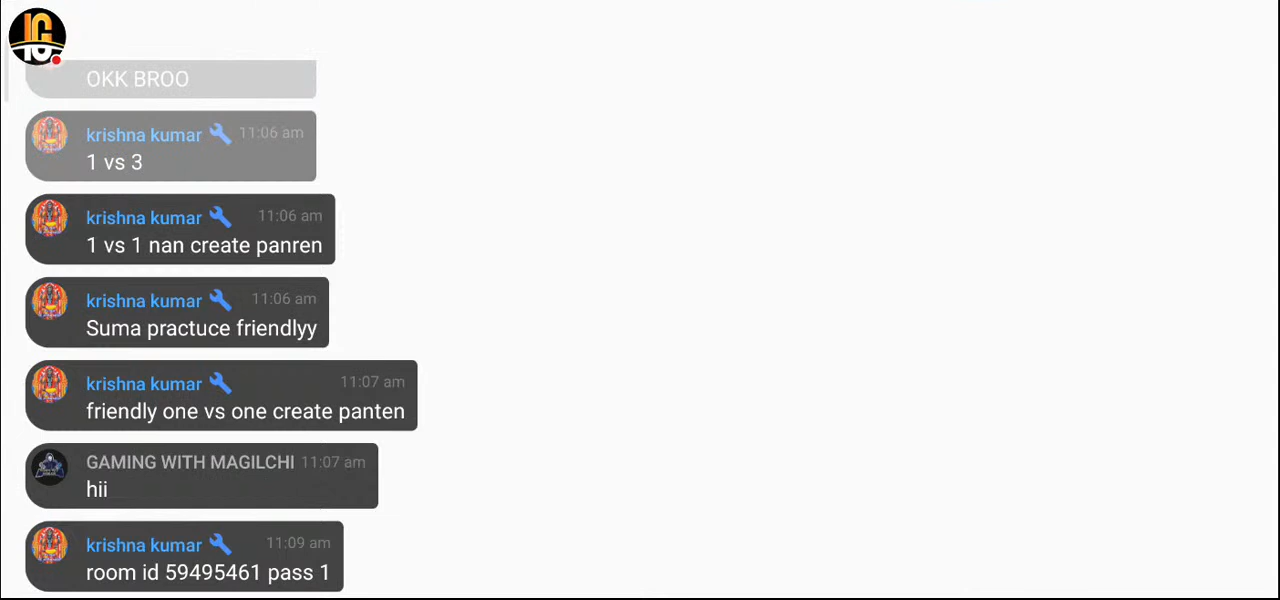 IG
OKK BROO
krishna kumar 11:06 am
1 vs 3
krishna kumar 11:06 am
1 vs 1 nan create panren
krishna kumar 11:06 am
Suma practuce friendlyy
krishna kumar 11:07 am
friendly one vs one create panten
GAMING WITH MAGILCHI 11:07 am
hii
krishna kumar 11:09 am
room id 59495461 pass 1